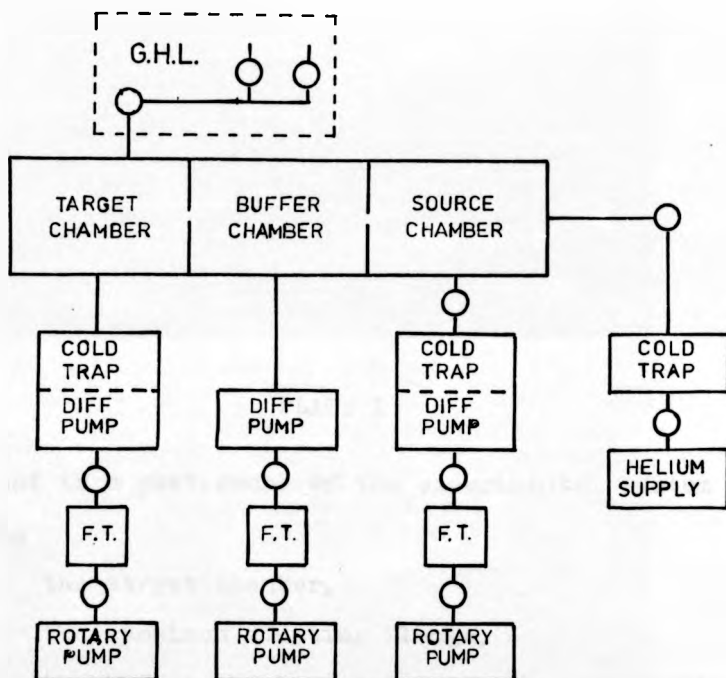 G.H.L.
TARGET
CHAMBER
BUFFER
CHAMBER
SOURCE
CHAMBER
COLD
TRAP
DIFF
PUMP
DIFF
PUMP
COLD
TRAP
DIFF
PUMP
COLD
TRAP
HELIUM
SUPPLY
F.T.
F.T.
F.T.
ROTARY
PUMP
ROTARY
PUMP
ROTARY
PUMP